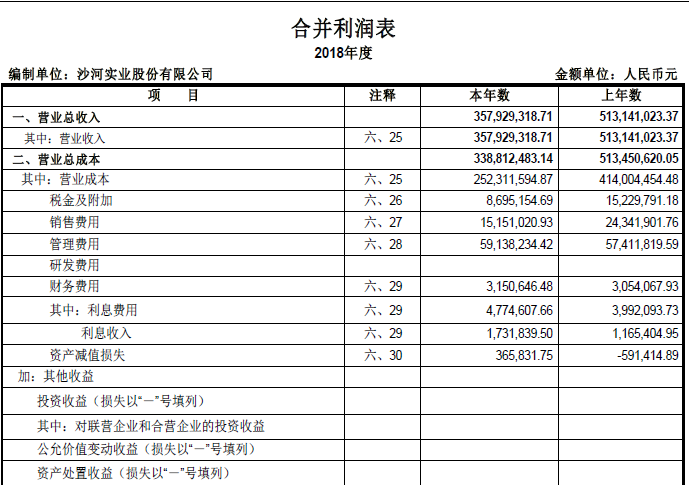 合并利润表
2018年度
编制单位：沙河实业股份有限公司 金额单位：人民币元
项 目 注释 本年数 上年数
一、营业总收入 357,929,318.71 513,141,023.37
其中：营业收入 六、25 357,929,318.71 513,141,023.37
二、营业总成本 338,812,483.14 513,450,620.05
其中：营业成本 六、25 252,311,594.87 414,004,454.48
税金及附加 六、26 8,695,154.69 15,229,791.18
销售费用 六、27 15,151,020.93 24,341,901.76
管理费用 六、28 59,138,234.42 57,411,819.59
研发费用
财务费用 六、29 3,150,646.48 3,054,067.93
其中：利息费用 六、29 4,774,607.66 3,992,093.73
利息收入 六、29 1,731,839.50 1,165,404.95
资产减值损失 六、30 365,831.75 -591,414.89
加：其他收益
投资收益（损失以“－”号填列）
其中：对联营企业和合营企业的投资收益
公允价值变动收益（损失以“－”号填列）
资产处置收益（损失以“－”号填列）